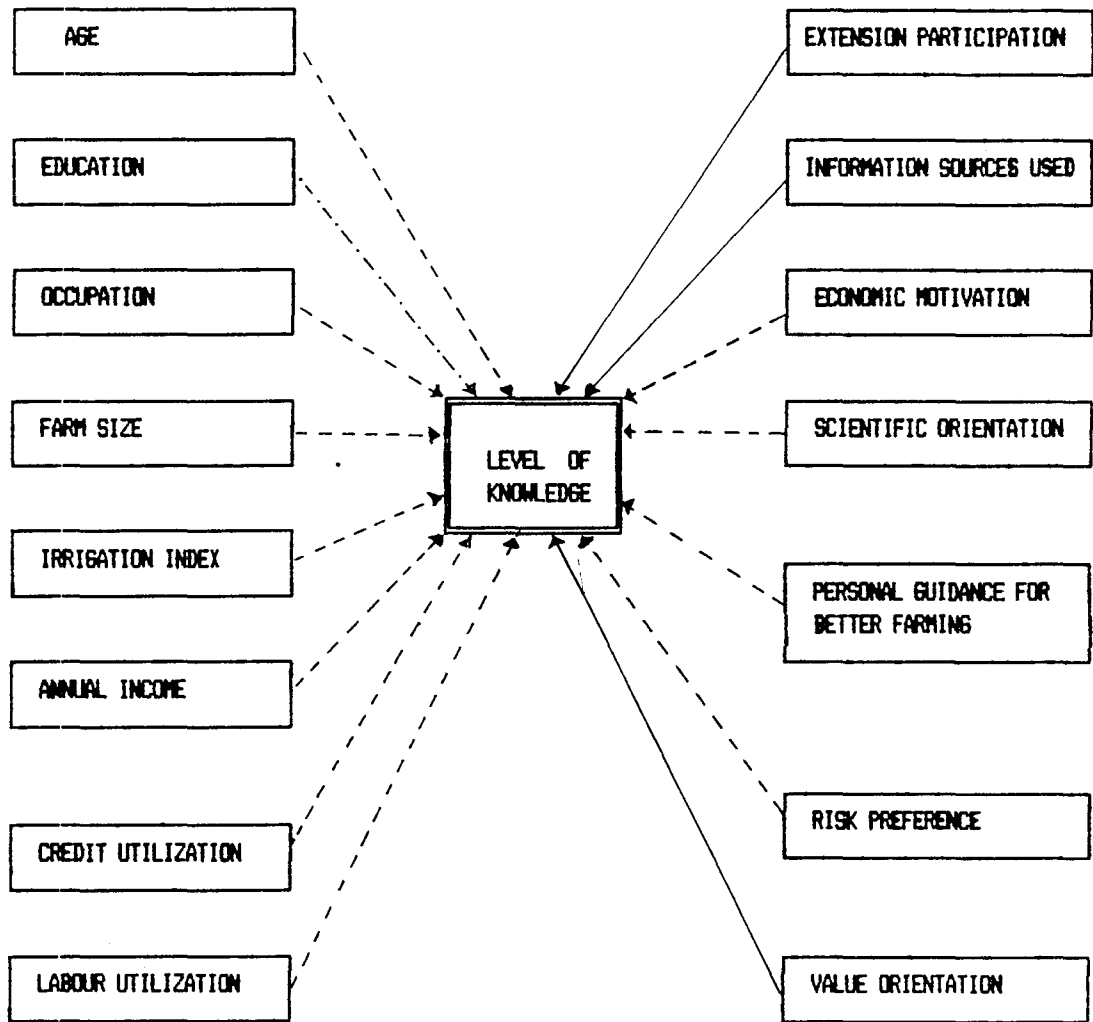 AGE
EDUCATION
OCCUPATION
FARM SIZE
IRRIGATION INDEX
ANNUAL INCOME
CREDIT UTILIZATION
LABOUR UTILIZATION
LEVEL OF
KNOWLEDGE
EXTENSION PARTICIPATION
INFORMATION SOURCES USED
ECONOMIC MOTIVATION
SCIENTIFIC ORIENTATION
PERSONAL GUIDANCE FOR
BETTER FARMING
RISK PREFERENCE
VALUE ORIENTATION